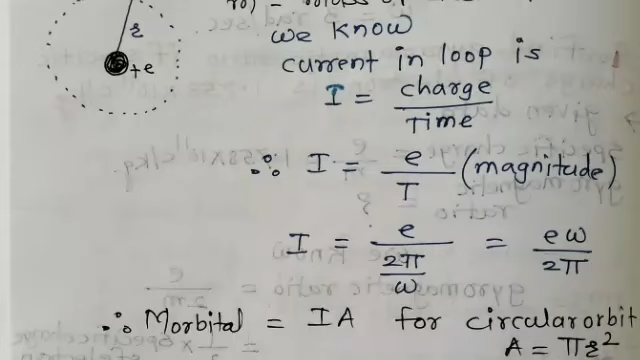 r
+e
we know
current in loop is
I = charge / Time
∴ I = e / T (magnitude)
I = e / (2π / ω) = eω / 2π
∴ Morbital = IA for circular orbit
A = πr²